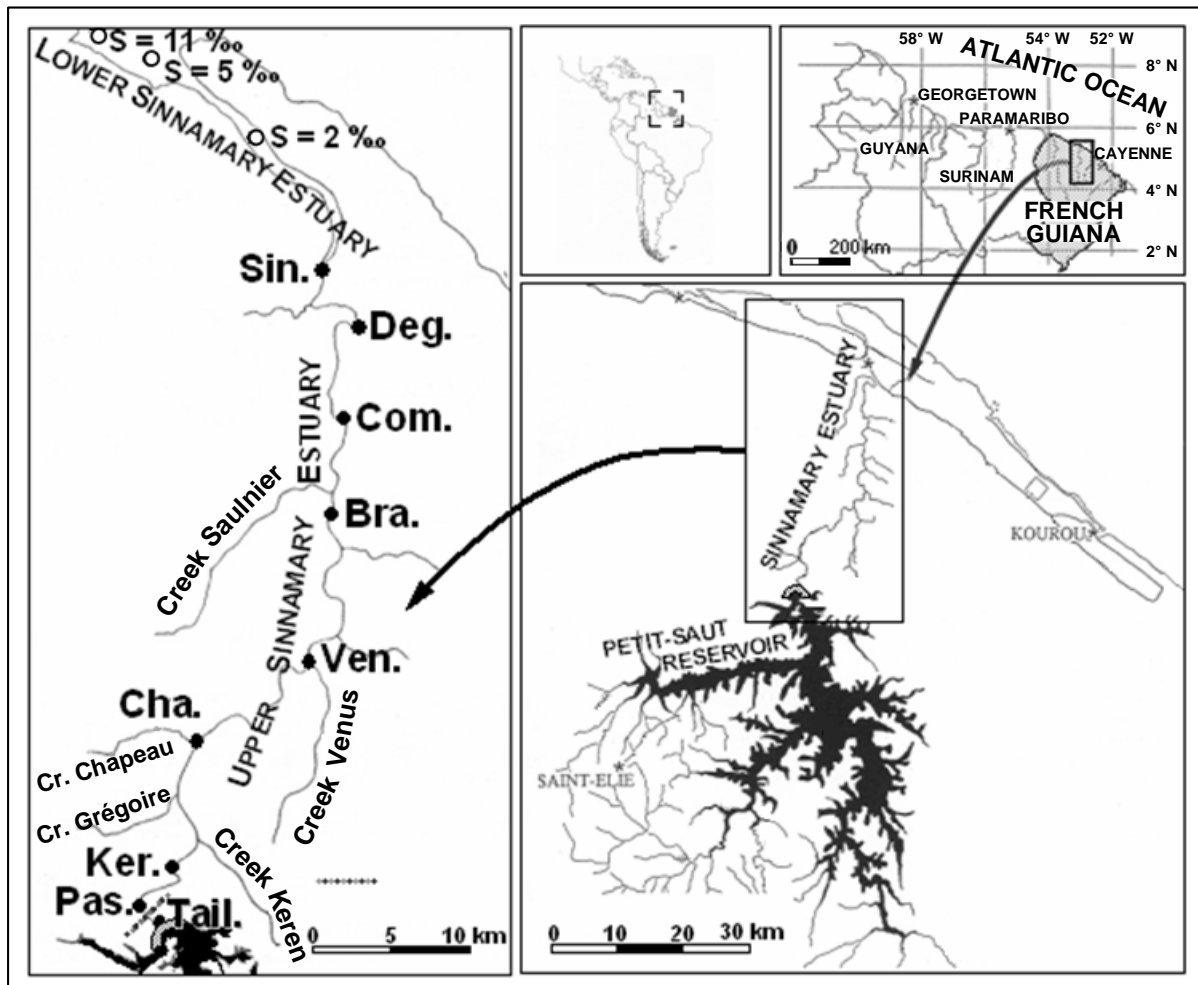 S = 11 ‰
S = 5 ‰
S = 2 ‰
LOWER SINNAMARY ESTUARY
Sin.
Deg.
Com.
Bra.
Ven.
Cha.
Ker.
Pas.
Tail.
UPPER SINNAMARY ESTUARY
Creek Saulnier
Creek Venus
Cr. Chapeau
Cr. Grégoire
Creek Keren
0 5 10 km
58° W 54° W 52° W
ATLANTIC OCEAN
8° N
GEORGETOWN
PARAMARIBO
6° N
GUYANA
CAYENNE
SURINAM
4° N
FRENCH
GUIANA
2° N
0 200 km
SINNAMARY ESTUARY
KOUROU
PETIT-SAUT
RESERVOIR
SAINT-ELIE
0 10 20 30 km